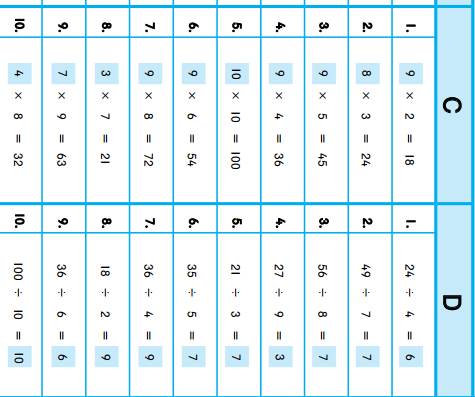 C
1. 9 × 2 = 18
2. 8 × 3 = 24
3. 9 × 5 = 45
4. 9 × 4 = 36
5. 10 × 10 = 100
6. 9 × 6 = 54
7. 9 × 8 = 72
8. 3 × 7 = 21
9. 7 × 9 = 63
10. 4 × 8 = 32
D
1. 24 ÷ 4 = 6
2. 49 ÷ 7 = 7
3. 56 ÷ 8 = 7
4. 27 ÷ 9 = 3
5. 21 ÷ 3 = 7
6. 35 ÷ 5 = 7
7. 36 ÷ 4 = 9
8. 18 ÷ 2 = 9
9. 36 ÷ 6 = 6
10. 100 ÷ 10 = 10